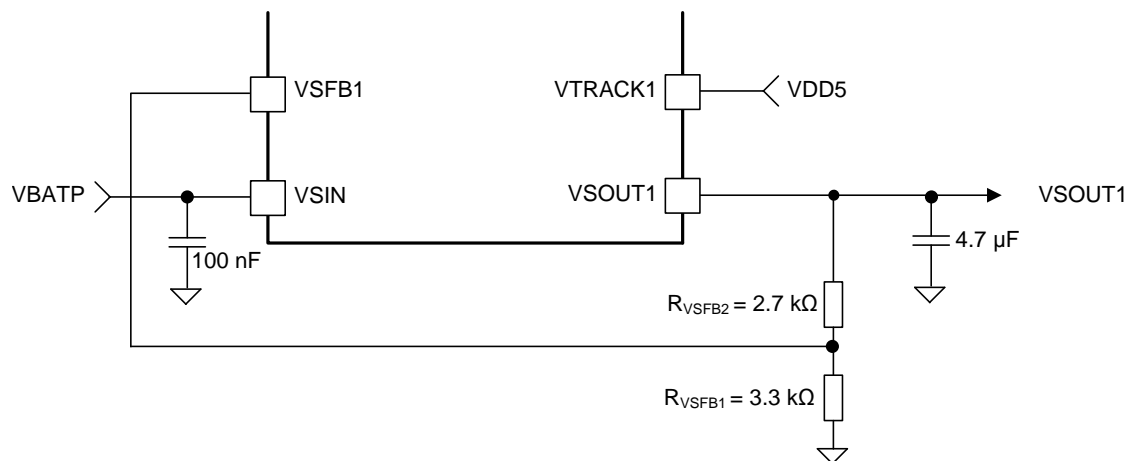 VSFB1
VTRACK1
VDD5
VBATP
VSIN
VSOUT1
VSOUT1
100 nF
4.7 µF
RVSFB2 = 2.7 kΩ
RVSFB1 = 3.3 kΩ